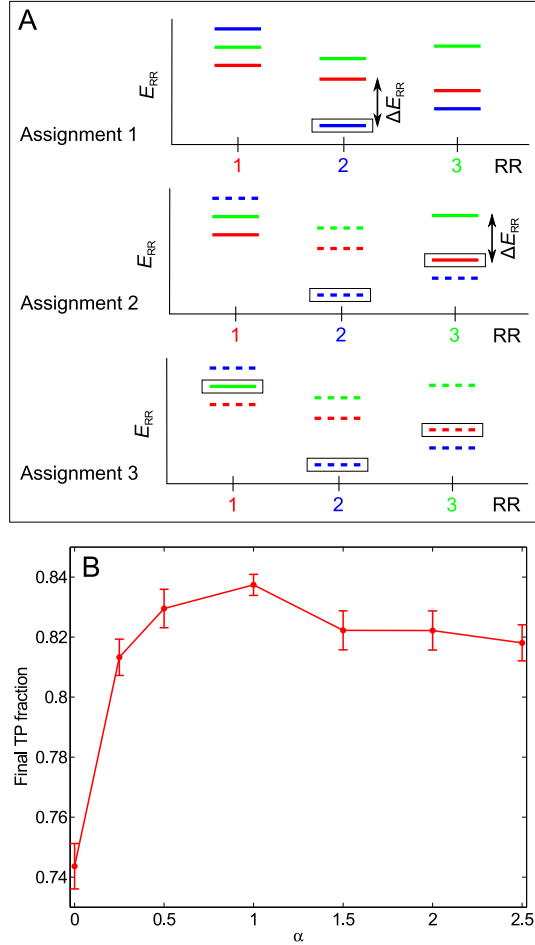 A
E_RR
ΔE_RR
Assignment 1
1 2 3 RR
E_RR
ΔE_RR
Assignment 2
1 2 3 RR
E_RR
Assignment 3
1 2 3 RR
B
Final TP fraction
0.84
0.82
0.8
0.78
0.76
0.74
0 0.5 1 1.5 2 2.5
α